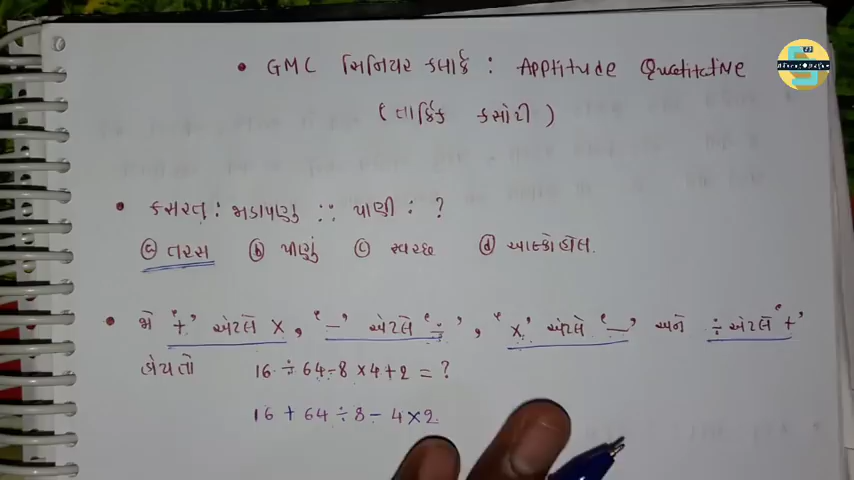 • GMC સિનિયર ક્લાર્ક : Apptitude Quatitative
(તાર્કિક કસોટી)
• કસરત : જાડાપણું :: પાણી : ?
ⓐ તરસ ⓑ પીણું ⓒ સ્વચ્છ ⓓ આલ્કોહોલ.
• જો '+' એટલે ×, '−' એટલે '÷', '×' એટલે '−' અને ÷ એટલે '+'
હોય તો 16 ÷ 64 - 8 × 4 + 2 = ?
16 + 64 ÷ 8 - 4 × 2